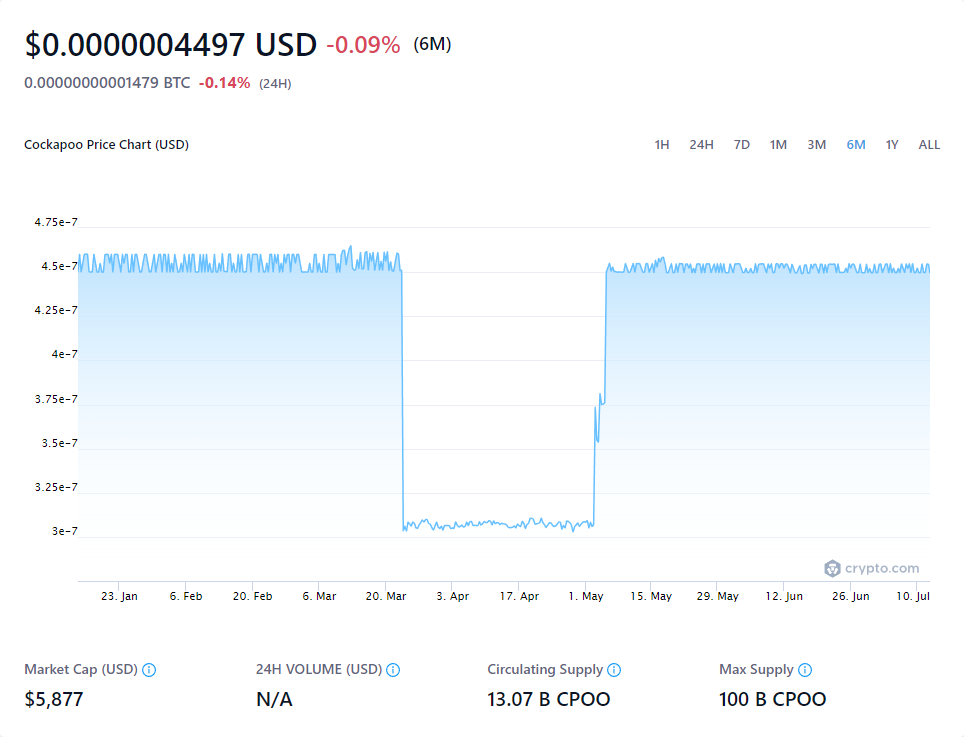 $0.0000004497 USD -0.09% (6M)
0.00000000001479 BTC -0.14% (24H)
Cockapoo Price Chart (USD) 1H 24H 7D 1M 3M 6M 1Y ALL
4.75e-7
4.5e-7
4.25e-7
4e-7
3.75e-7
3.5e-7
3.25e-7
3e-7
crypto.com
23. Jan 6. Feb 20. Feb 6. Mar 20. Mar 3. Apr 17. Apr 1. May 15. May 29. May 12. Jun 26. Jun 10. Jul
Market Cap (USD) 24H VOLUME (USD) Circulating Supply Max Supply
$5,877 N/A 13.07 B CPOO 100 B CPOO